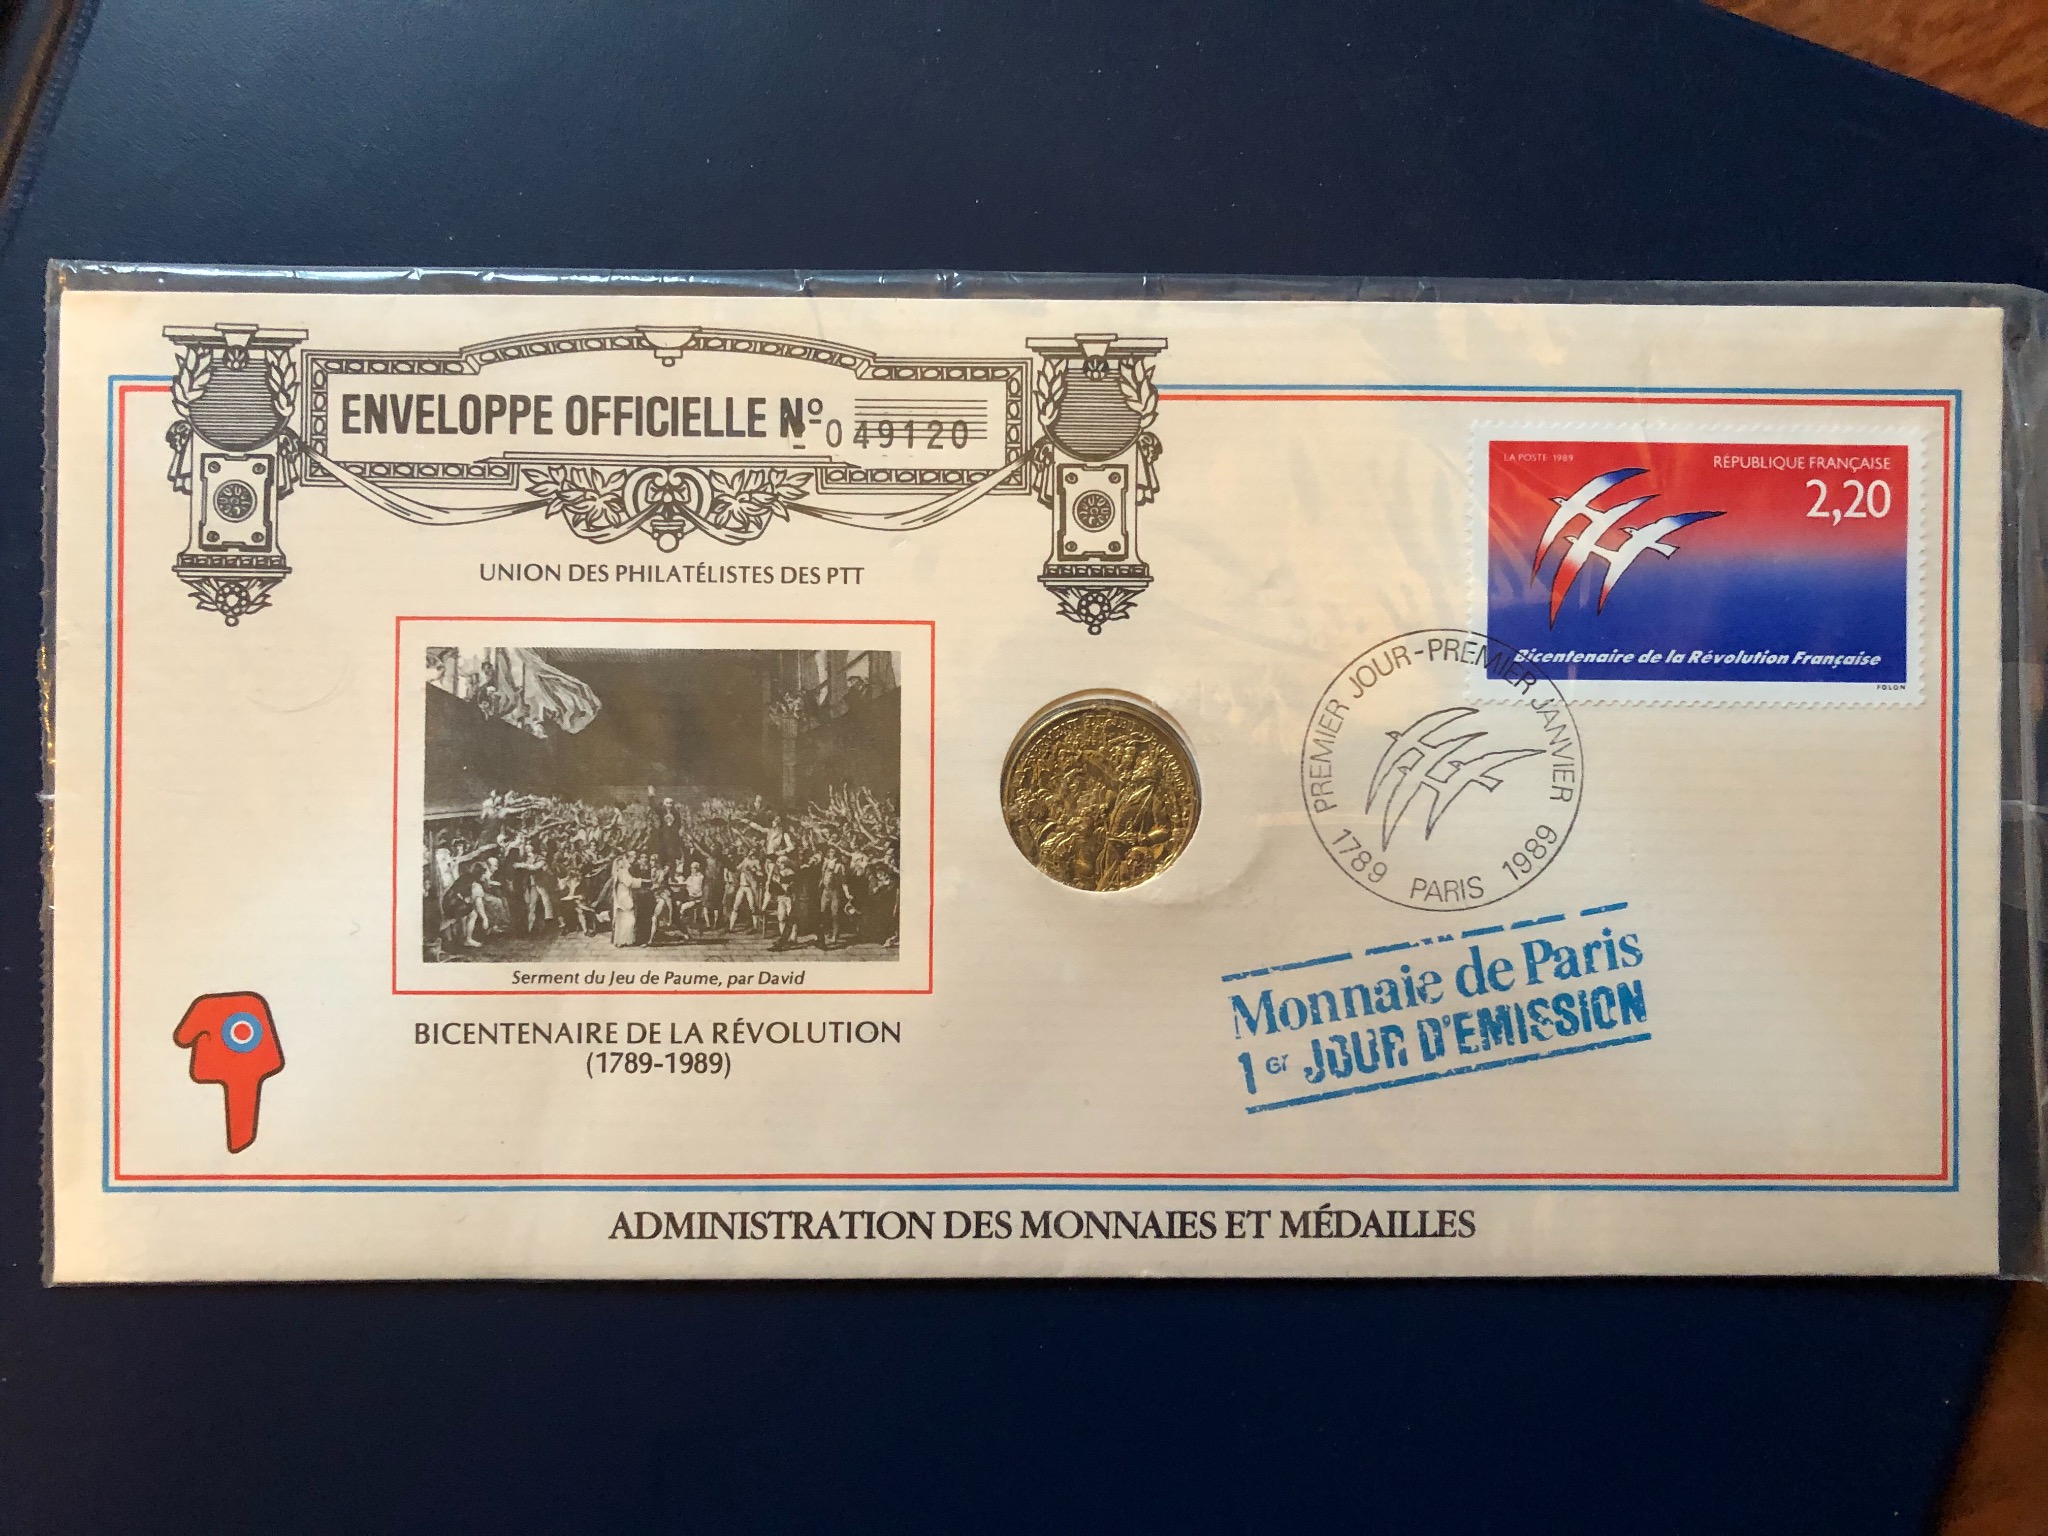 ENVELOPPE OFFICIELLE Nº 049120
UNION DES PHILATÉLISTES DES PTT
LA POSTE 1989
RÉPUBLIQUE FRANÇAISE
2,20
Bicentenaire de la Révolution Française
FOLON
PREMIER JOUR-PREMIER JANVIER
1789 PARIS 1989
Serment du Jeu de Paume, par David
BICENTENAIRE DE LA RÉVOLUTION
(1789-1989)
Monnaie de Paris
1er JOUR D'EMISSION
ADMINISTRATION DES MONNAIES ET MÉDAILLES